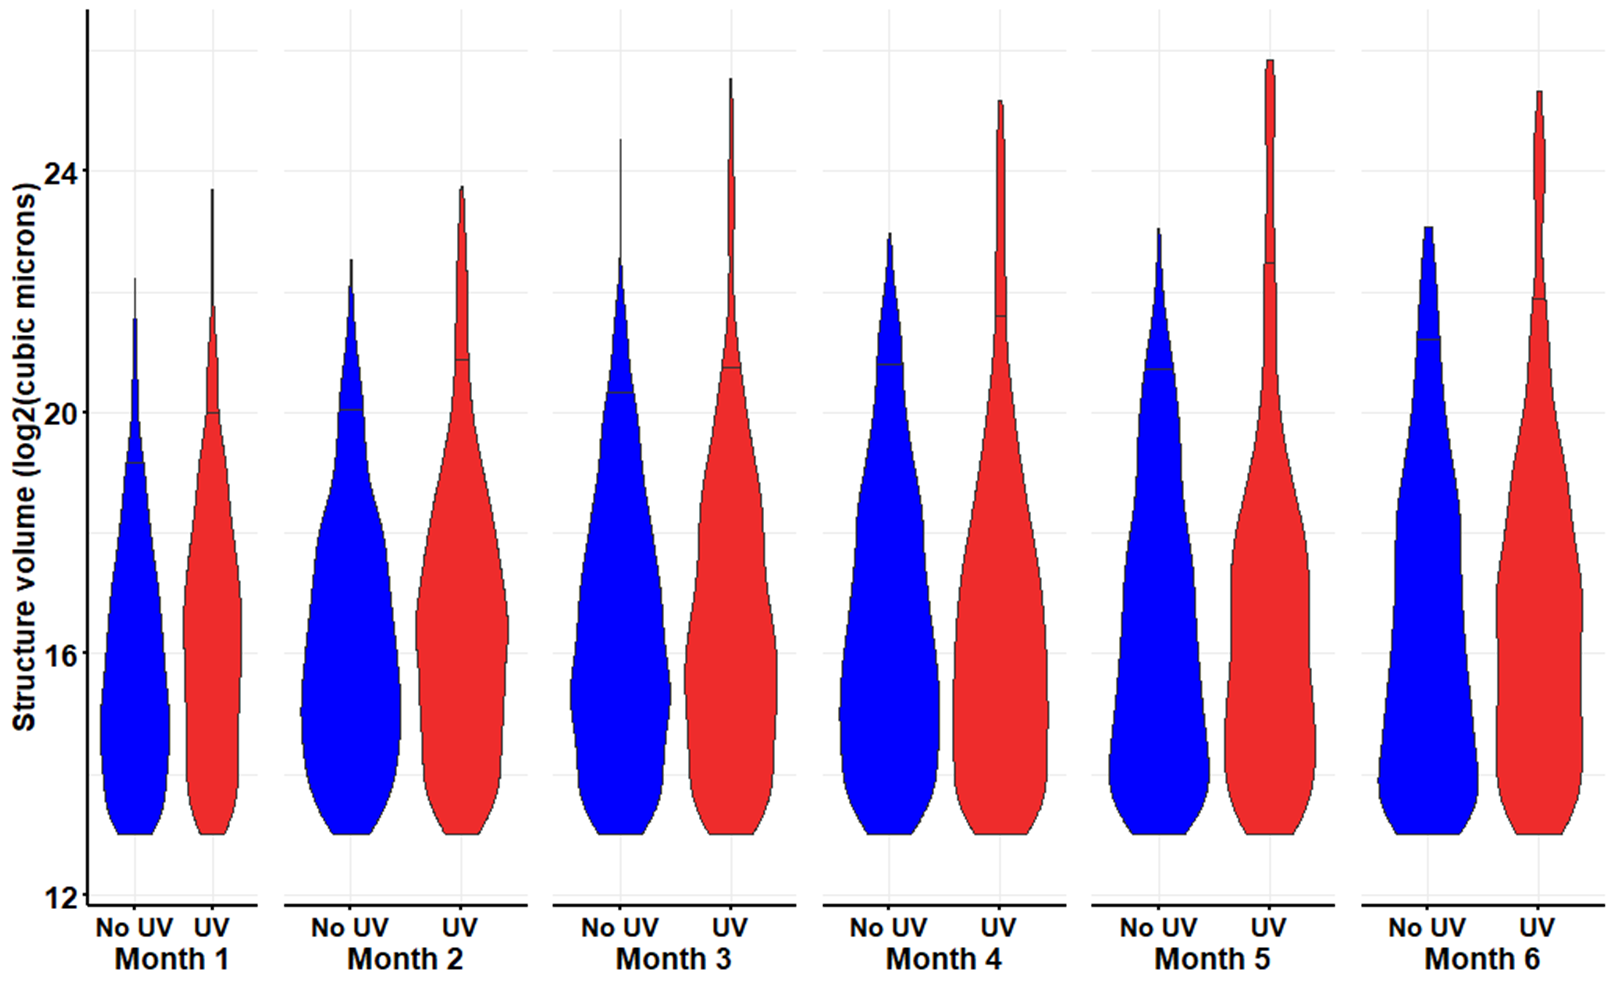 Structure volume (log2(cubic microns)
24
20
16
12
No UV UV No UV UV No UV UV No UV UV No UV UV No UV UV
Month 1 Month 2 Month 3 Month 4 Month 5 Month 6